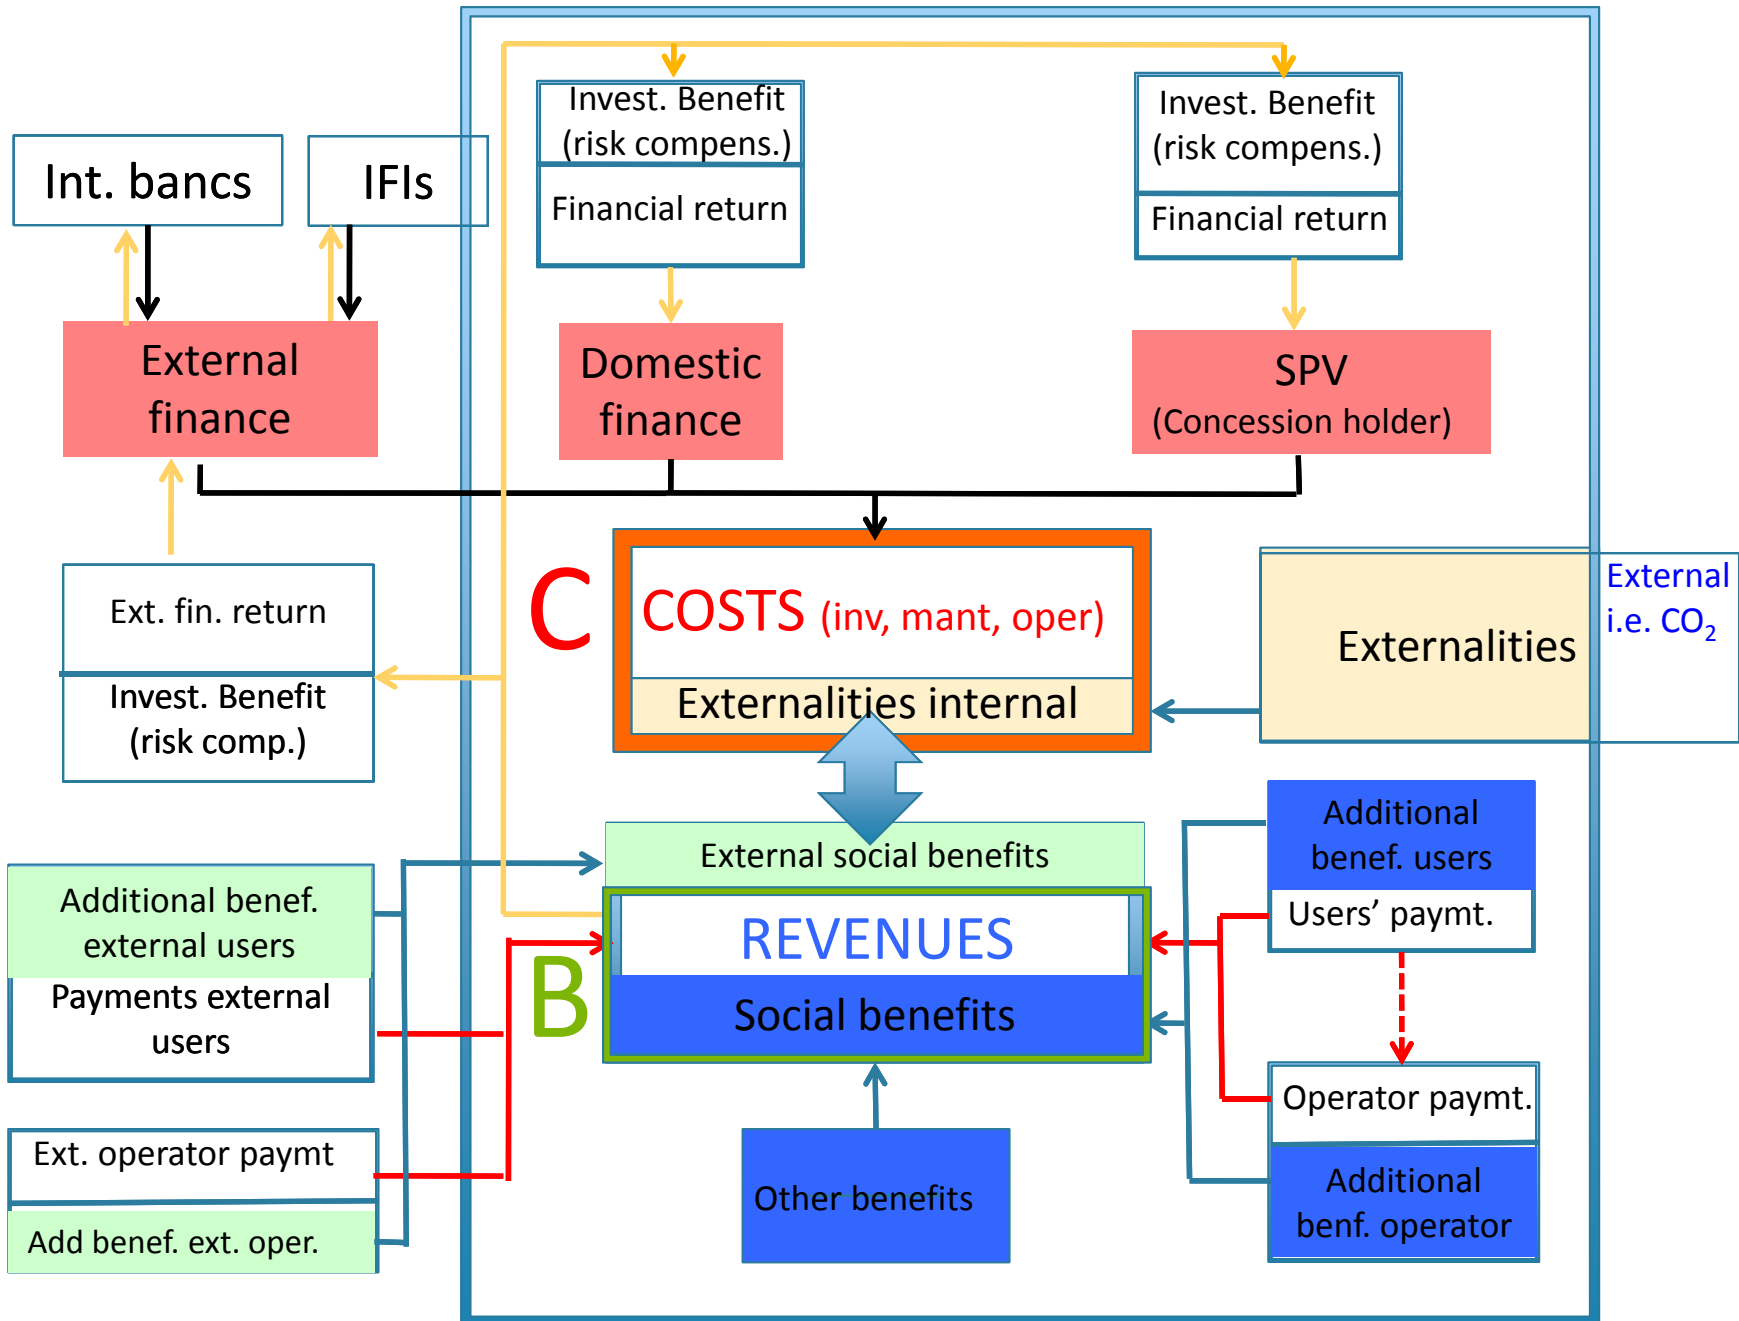 Invest. Benefit
(risk compens.)
Financial return
Invest. Benefit
(risk compens.)
Financial return
Int. bancs
IFIs
External
finance
Domestic
finance
SPV
(Concession holder)
C
COSTS (inv, mant, oper)
Externalities internal
Externalities
External
i.e. CO₂
Ext. fin. return
Invest. Benefit
(risk comp.)
External social benefits
B
REVENUES
Social benefits
Additional
benef. users
Users’ paymt.
Additional benef.
external users
Payments external
users
Operator paymt.
Additional
benf. operator
Ext. operator paymt
Add benef. ext. oper.
Other benefits